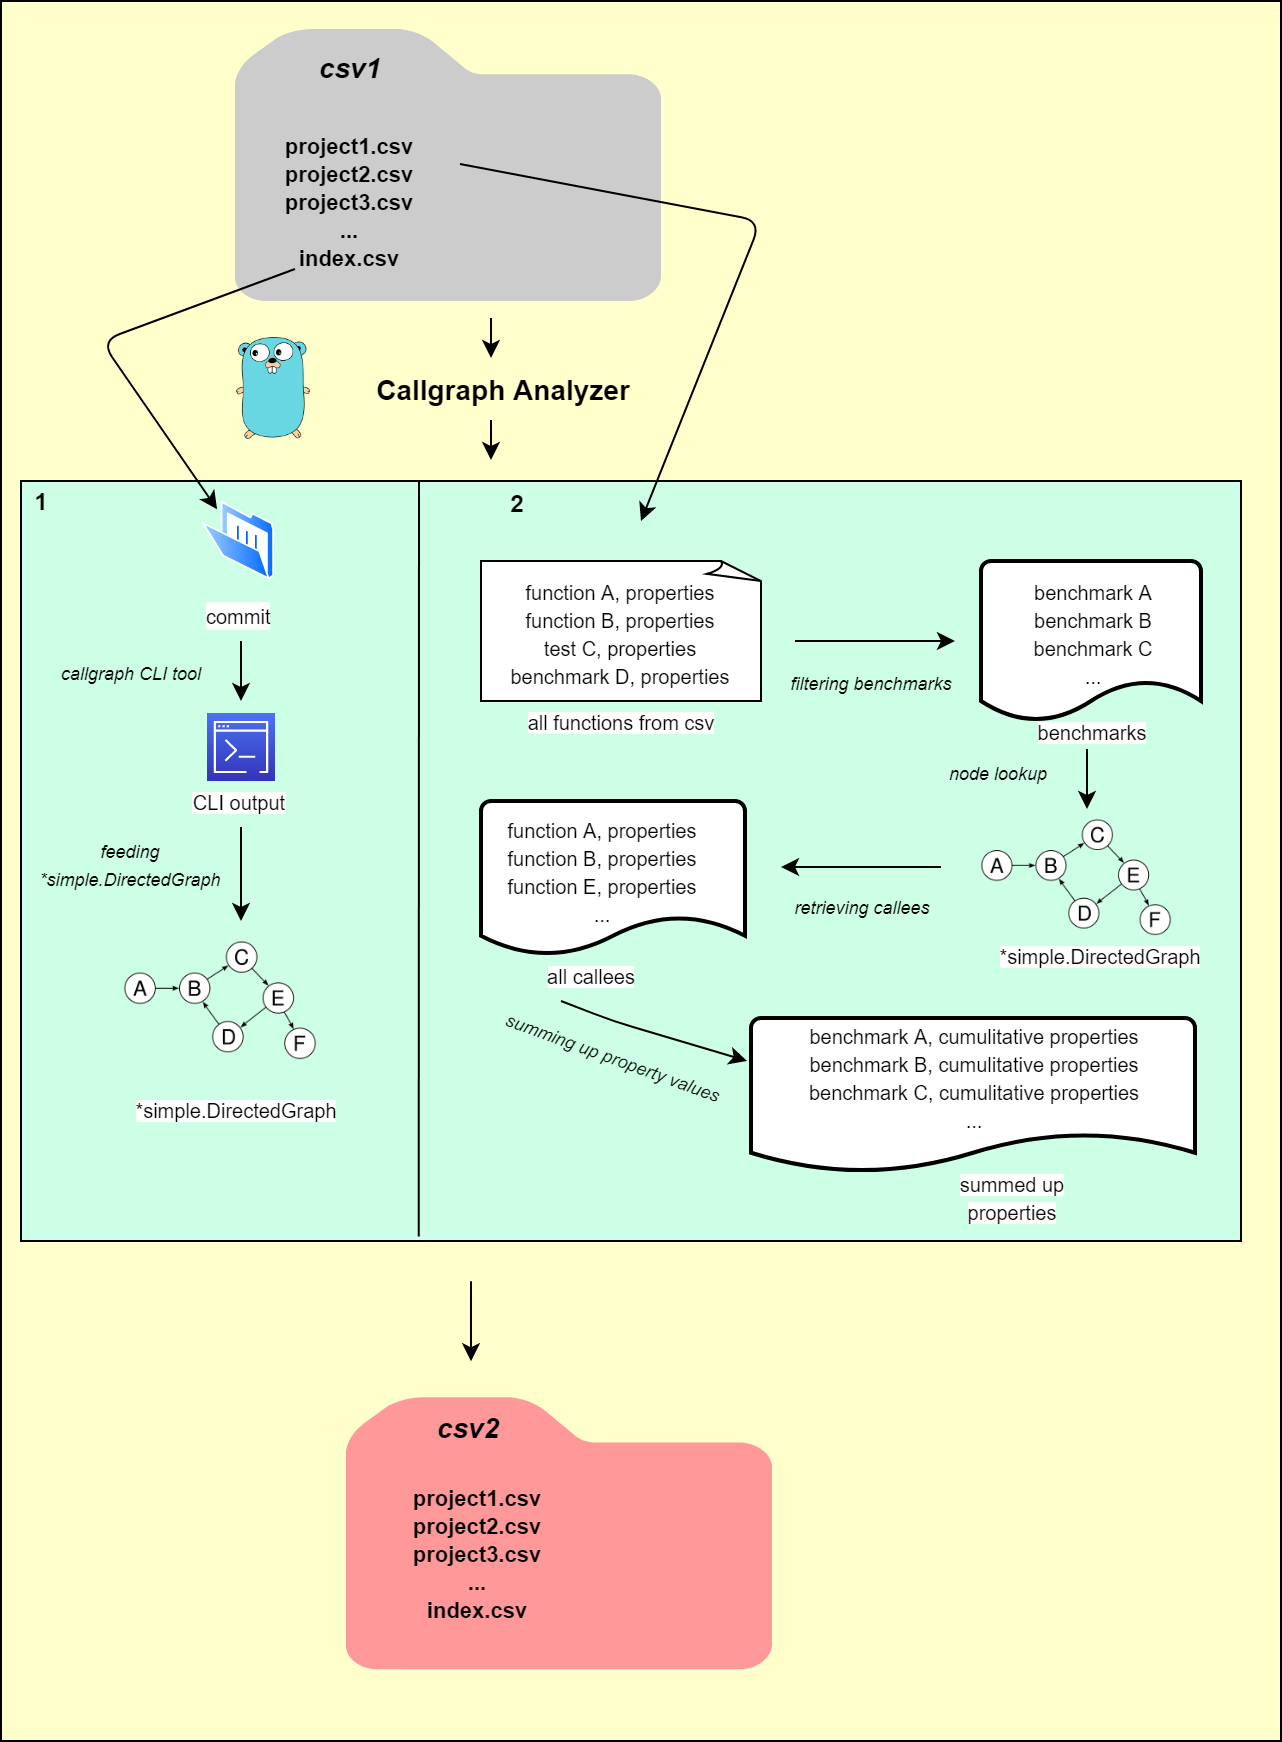 csv1
project1.csv
project2.csv
project3.csv
...
index.csv
Callgraph Analyzer
1
commit
callgraph CLI tool
CLI output
feeding
*simple.DirectedGraph
A
B
C
D
E
F
*simple.DirectedGraph
2
function A, properties
function B, properties
test C, properties
benchmark D, properties
all functions from csv
filtering benchmarks
benchmark A
benchmark B
benchmark C
...
benchmarks
node lookup
A
B
C
D
E
F
*simple.DirectedGraph
retrieving callees
function A, properties
function B, properties
function E, properties
...
all callees
summing up property values
benchmark A, cumulitative properties
benchmark B, cumulitative properties
benchmark C, cumulitative properties
...
summed up
properties
csv2
project1.csv
project2.csv
project3.csv
...
index.csv